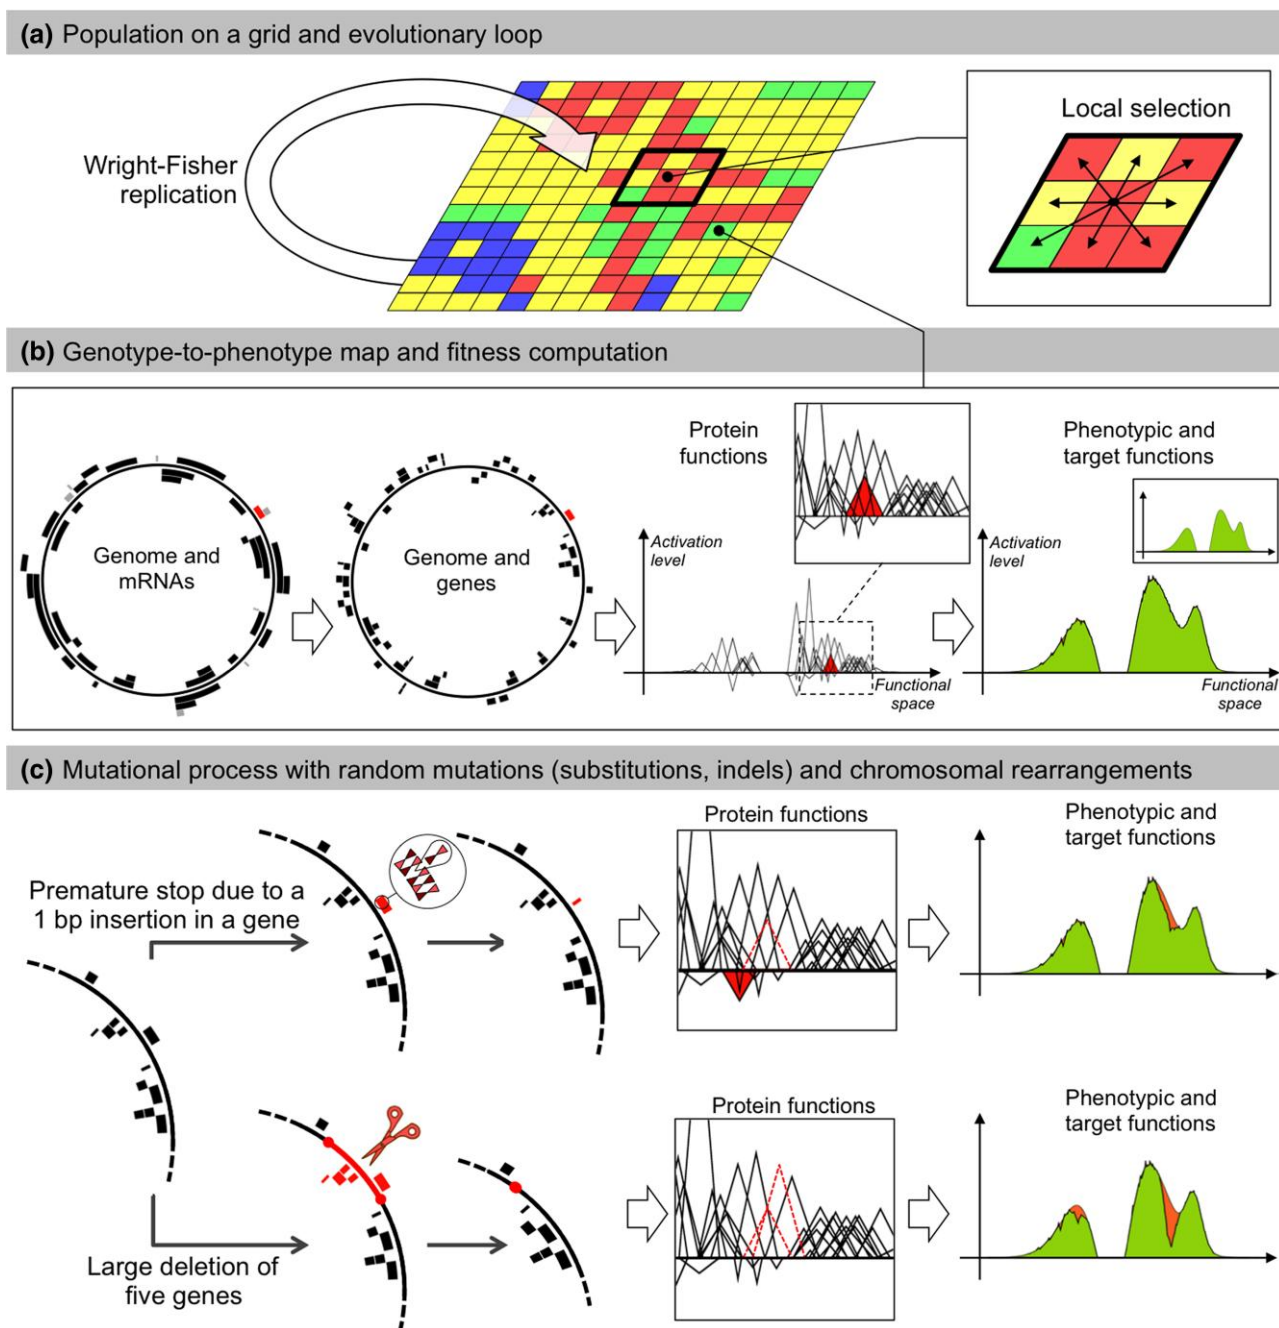 (a) Population on a grid and evolutionary loop
Wright-Fisher
replication
Local selection
(b) Genotype-to-phenotype map and fitness computation
Genome and
mRNAs
Genome and
genes
Protein
functions
Activation
level
Functional
space
Phenotypic and
target functions
Activation
level
Functional
space
(c) Mutational process with random mutations (substitutions, indels) and chromosomal rearrangements
Premature stop due to a
1 bp insertion in a gene
Protein functions
Phenotypic and
target functions
Large deletion of
five genes
Protein functions
Phenotypic and
target functions